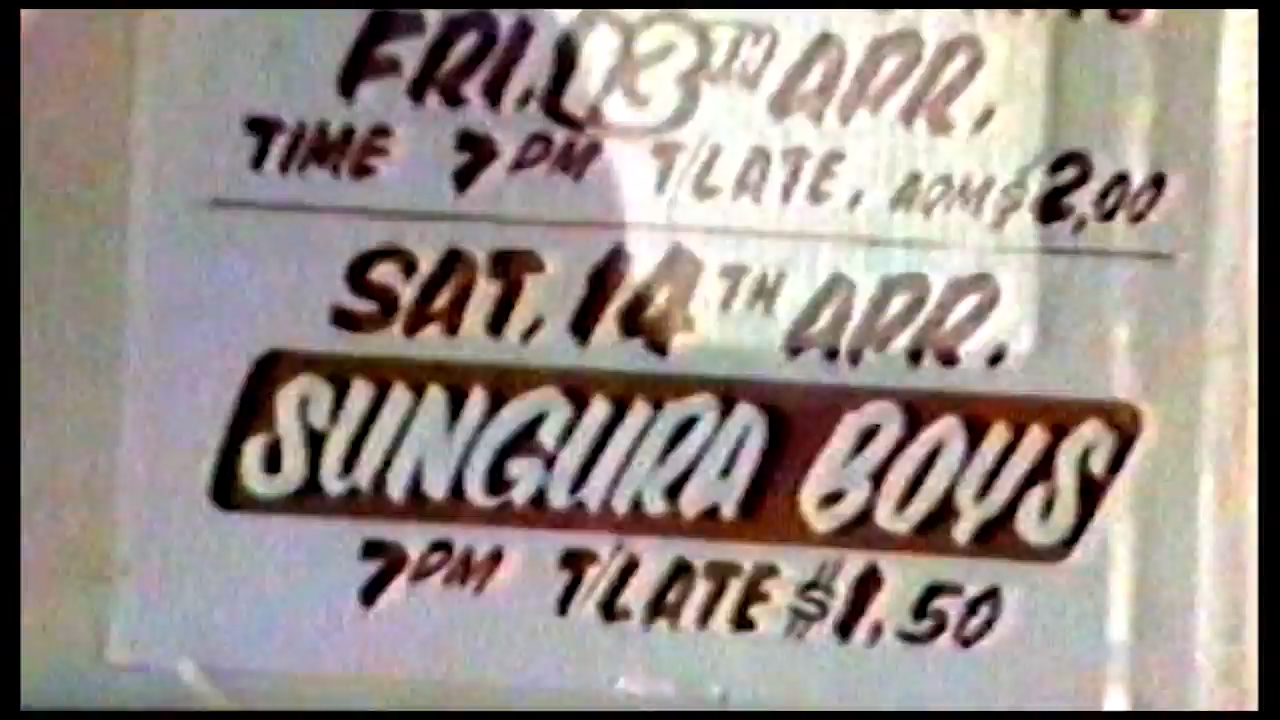 FRI. 13TH APR.
TIME 7PM T/LATE. ADM $2,00
SAT. 14TH APR.
SUNGURA BOYS
7PM T/LATE $1.50